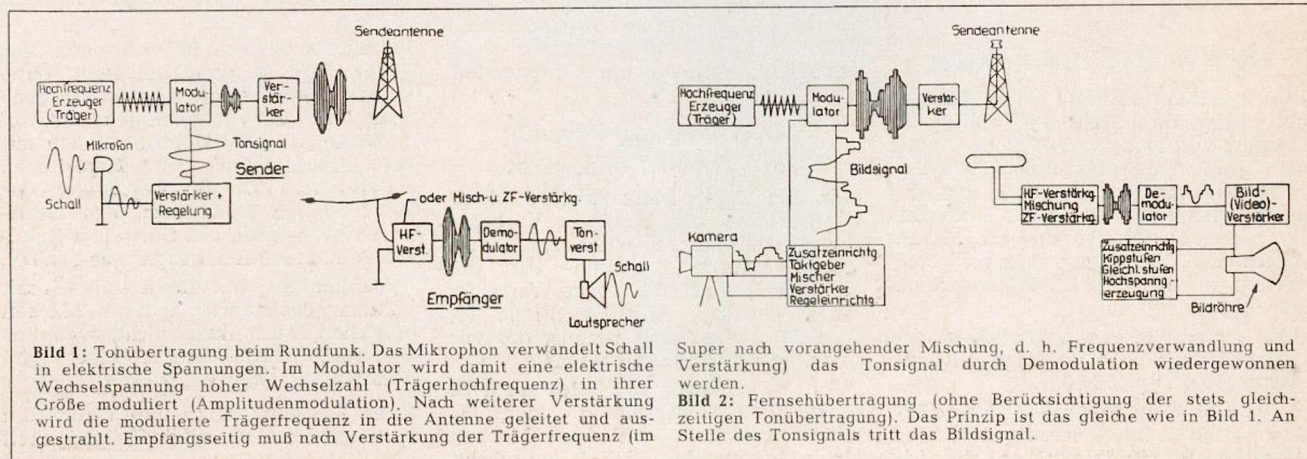 Sendeantenne
Hochfrequenz
Erzeuger
(Träger)
Modu-
lator
Ver-
stär-
ker
Mikrofon
Tonsignal
Sender
Schall
Verstärker +
Regelung
oder Misch- u. ZF-Verstärkg.
HF-
Verst.
Demo-
dulator
Ton-
verst.
Schall
Empfänger
Lautsprecher
Sendeantenne
Hochfrequenz
Erzeuger
(Träger)
Modu-
lator
Verstär-
ker
Bildsignal
Kamera
Zusatzeinrichtg.
Taktgeber
Mischer
Verstärker
Regeleinrichtg.
HF-Verstärkg.
Mischung
ZF-Verstärkg.
De-
modu-
lator
Bild-
(Video)-
Verstärker
Zusatzeinrichtg
Kippstufen
Gleichl.stufen
Hochspanng-
erzeugung
Bildröhre
Bild 1: Tonübertragung beim Rundfunk. Das Mikrophon verwandelt Schall
in elektrische Spannungen. Im Modulator wird damit eine elektrische
Wechselspannung hoher Wechselzahl (Trägerhochfrequenz) in ihrer
Größe moduliert (Amplitudenmodulation). Nach weiterer Verstärkung
wird die modulierte Trägerfrequenz in die Antenne geleitet und aus-
gestrahlt. Empfangsseitig muß nach Verstärkung der Trägerfrequenz (im
Super nach vorangehender Mischung, d. h. Frequenzverwandlung und
Verstärkung) das Tonsignal durch Demodulation wiedergewonnen
werden.
Bild 2: Fernsehübertragung (ohne Berücksichtigung der stets gleich-
zeitigen Tonübertragung). Das Prinzip ist das gleiche wie in Bild 1. An
Stelle des Tonsignals tritt das Bildsignal.